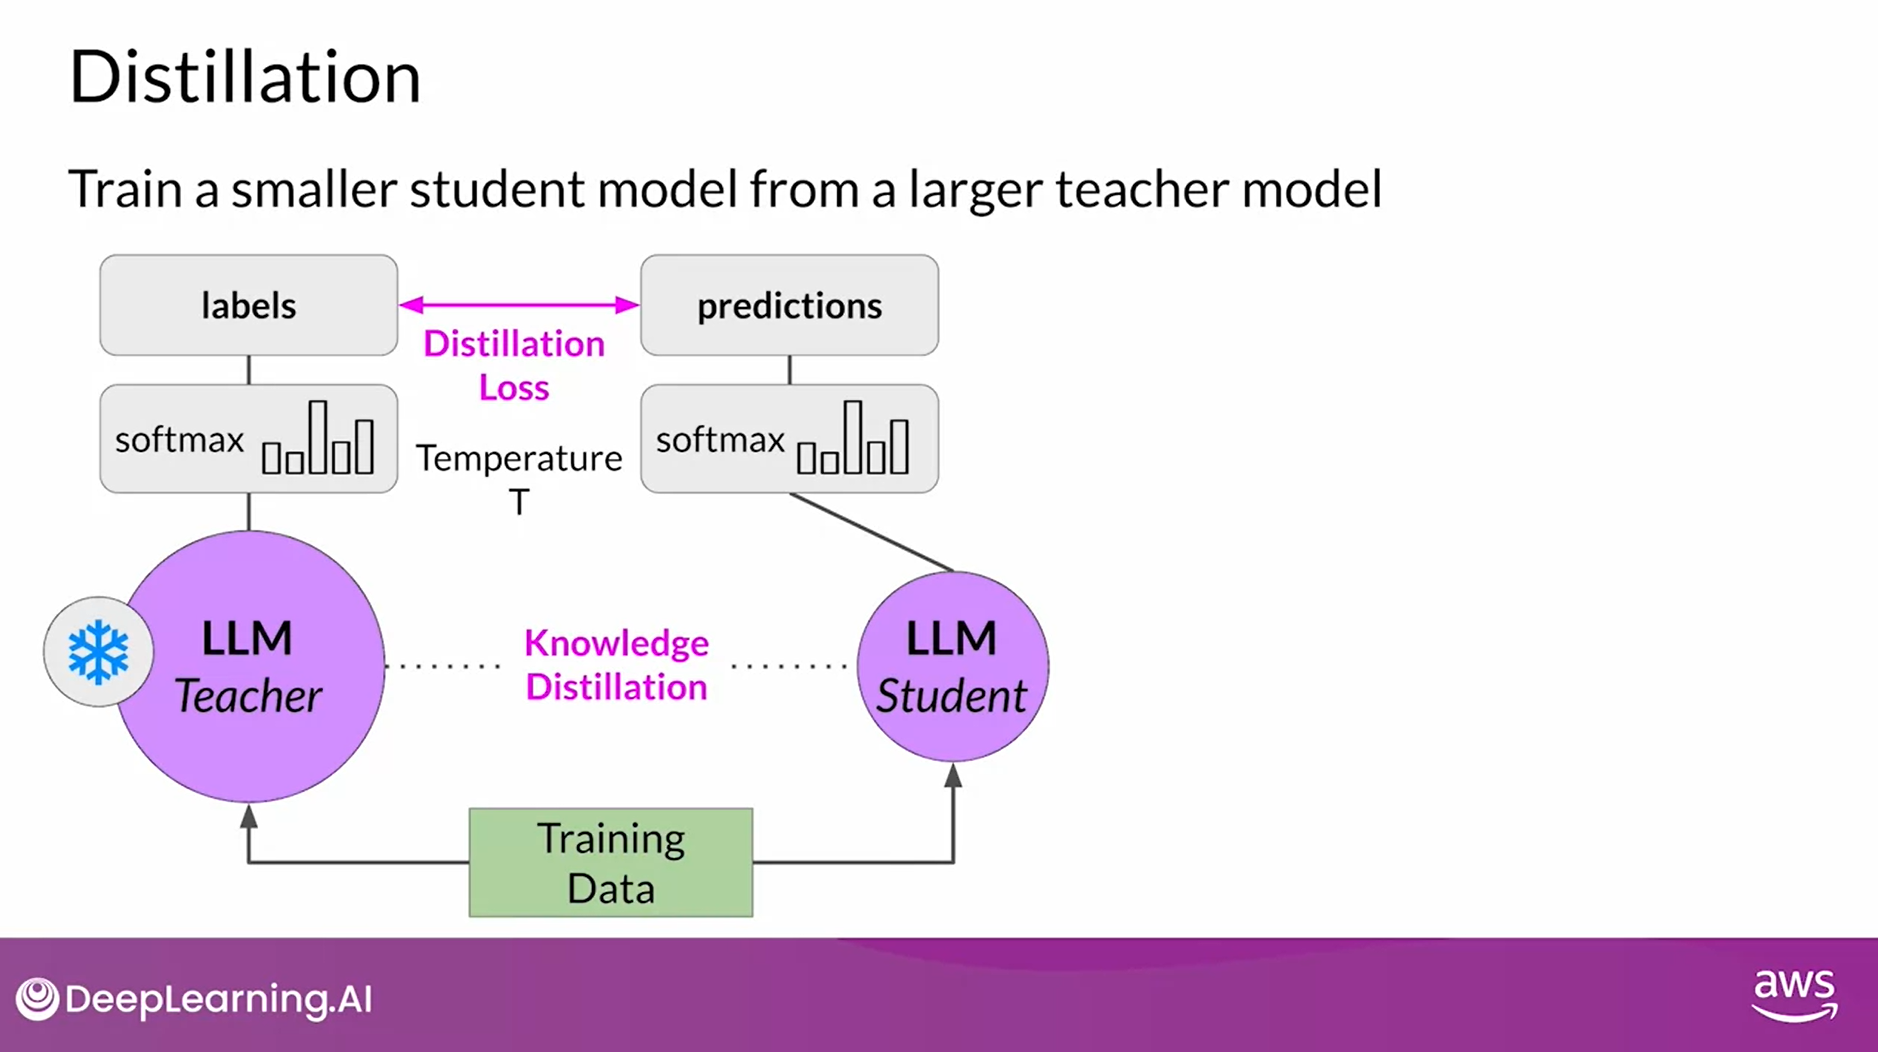 Distillation
Train a smaller student model from a larger teacher model
labels
predictions
Distillation
Loss
softmax
Temperature
T
softmax
LLM
Teacher
Knowledge
Distillation
LLM
Student
Training
Data
DeepLearning.AI
aws